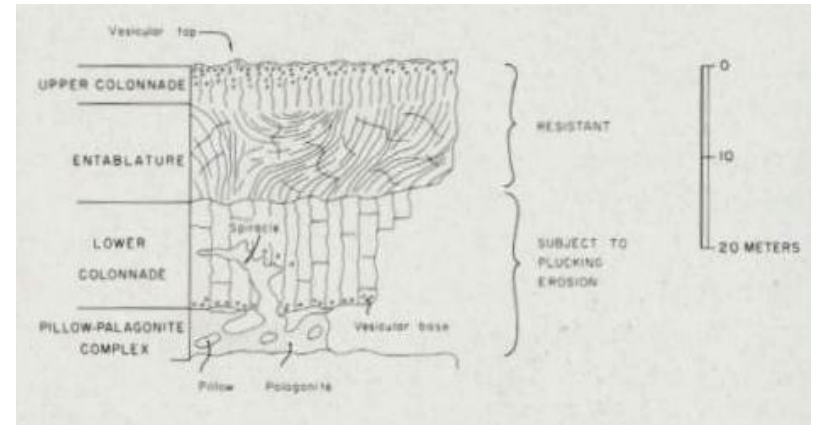 Vesicular top
UPPER COLONNADE
ENTABLATURE
LOWER
COLONNADE
PILLOW-PALAGONITE
COMPLEX
Spiracle
Vesicular base
Pillow
Palagonite
RESISTANT
SUBJECT TO
PLUCKING
EROSION
0
10
20 METERS